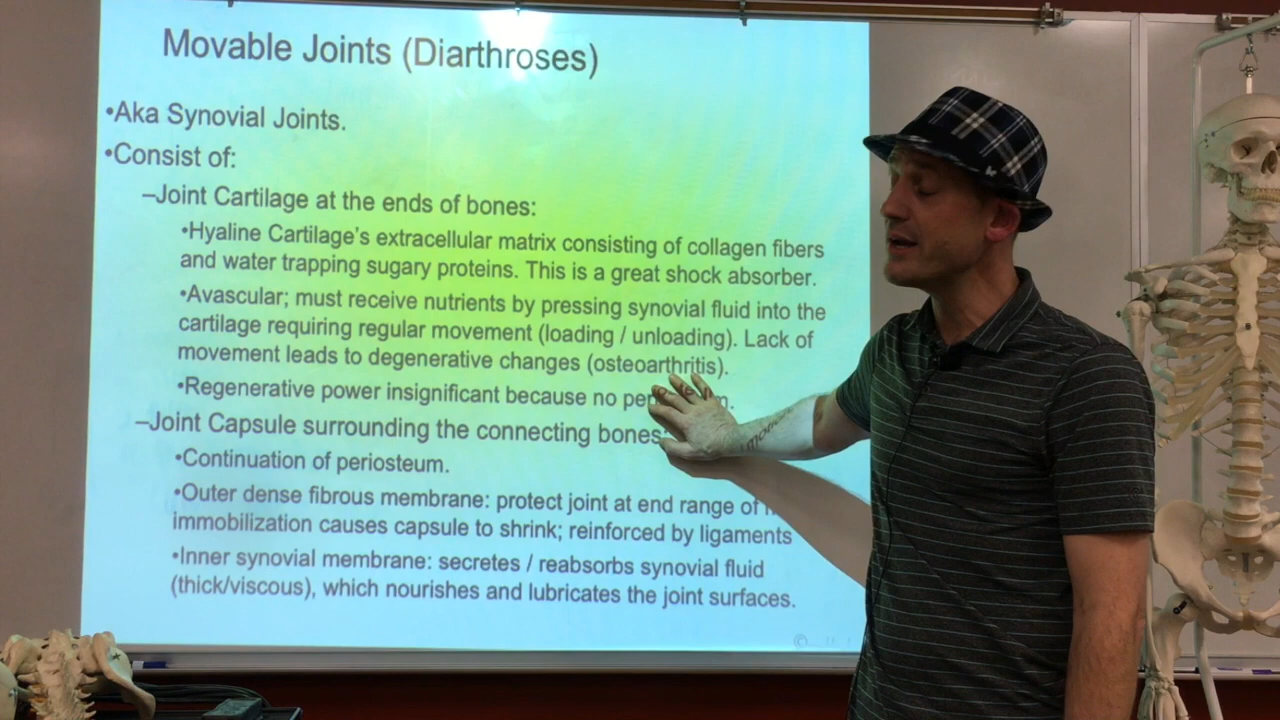 Movable Joints (Diarthroses)
•Aka Synovial Joints.
•Consist of:
–Joint Cartilage at the ends of bones:
•Hyaline Cartilage's extracellular matrix consisting of collagen fibers
and water trapping sugary proteins. This is a great shock absorber.
•Avascular; must receive nutrients by pressing synovial fluid into the
cartilage requiring regular movement (loading / unloading). Lack of
movement leads to degenerative changes (osteoarthritis).
•Regenerative power insignificant because no
–Joint Capsule surrounding the connecting bones:
•Continuation of periosteum.
•Outer dense fibrous membrane: protect joint at end range of
immobilization causes capsule to shrink; reinforced by ligaments
•Inner synovial membrane: secretes / reabsorbs synovial fluid
(thick/viscous), which nourishes and lubricates the joint surfaces.